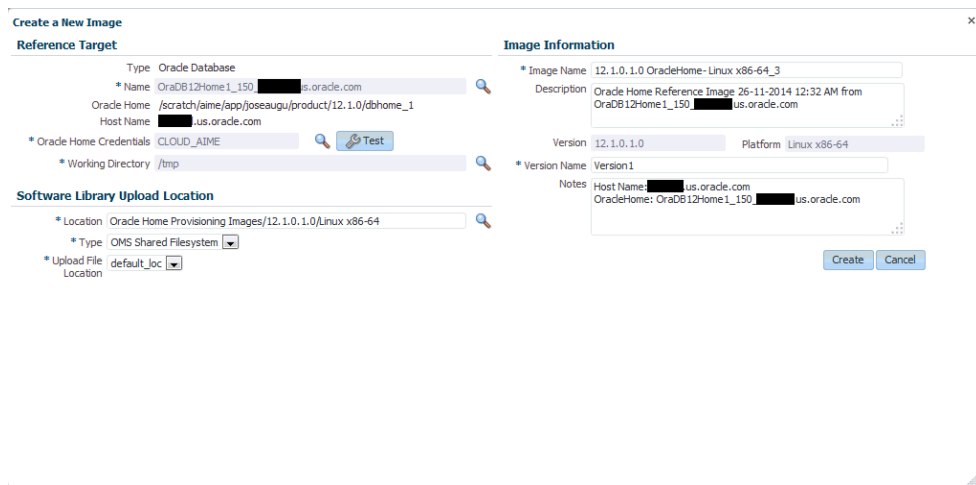 Create a New Image
Reference Target
Type Oracle Database
* Name OraDB12Home1_150_ us.oracle.com
Oracle Home /scratch/aime/app/joseaugu/product/12.1.0/dbhome_1
Host Name .us.oracle.com
* Oracle Home Credentials CLOUD_AIME Test
* Working Directory /tmp
Software Library Upload Location
* Location Oracle Home Provisioning Images/12.1.0.1.0/Linux x86-64
* Type OMS Shared Filesystem
* Upload File Location default_loc
Image Information
* Image Name 12.1.0.1.0 OracleHome-Linux x86-64_3
Description Oracle Home Reference Image 26-11-2014 12:32 AM from
OraDB12Home1_150_ us.oracle.com
Version 12.1.0.1.0 Platform Linux x86-64
* Version Name Version1
Notes Host Name: .us.oracle.com
OracleHome: OraDB12Home1_150_ us.oracle.com
Create Cancel